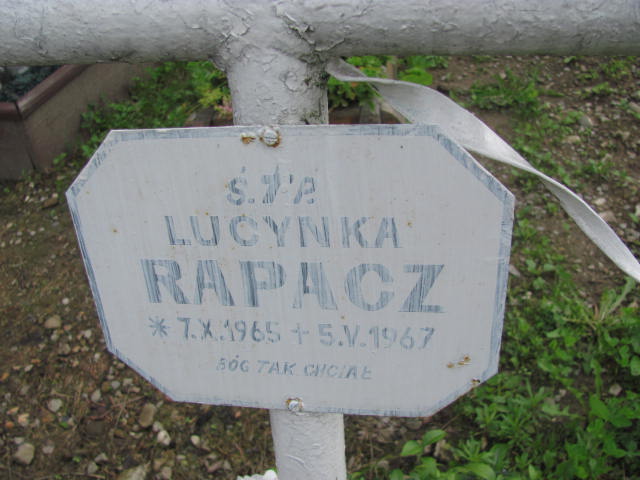 Ś.†P.
LUCYNKA
RAPACZ
* 7.X.1965 + 5.V.1967
BÓG TAK CHCIAŁ